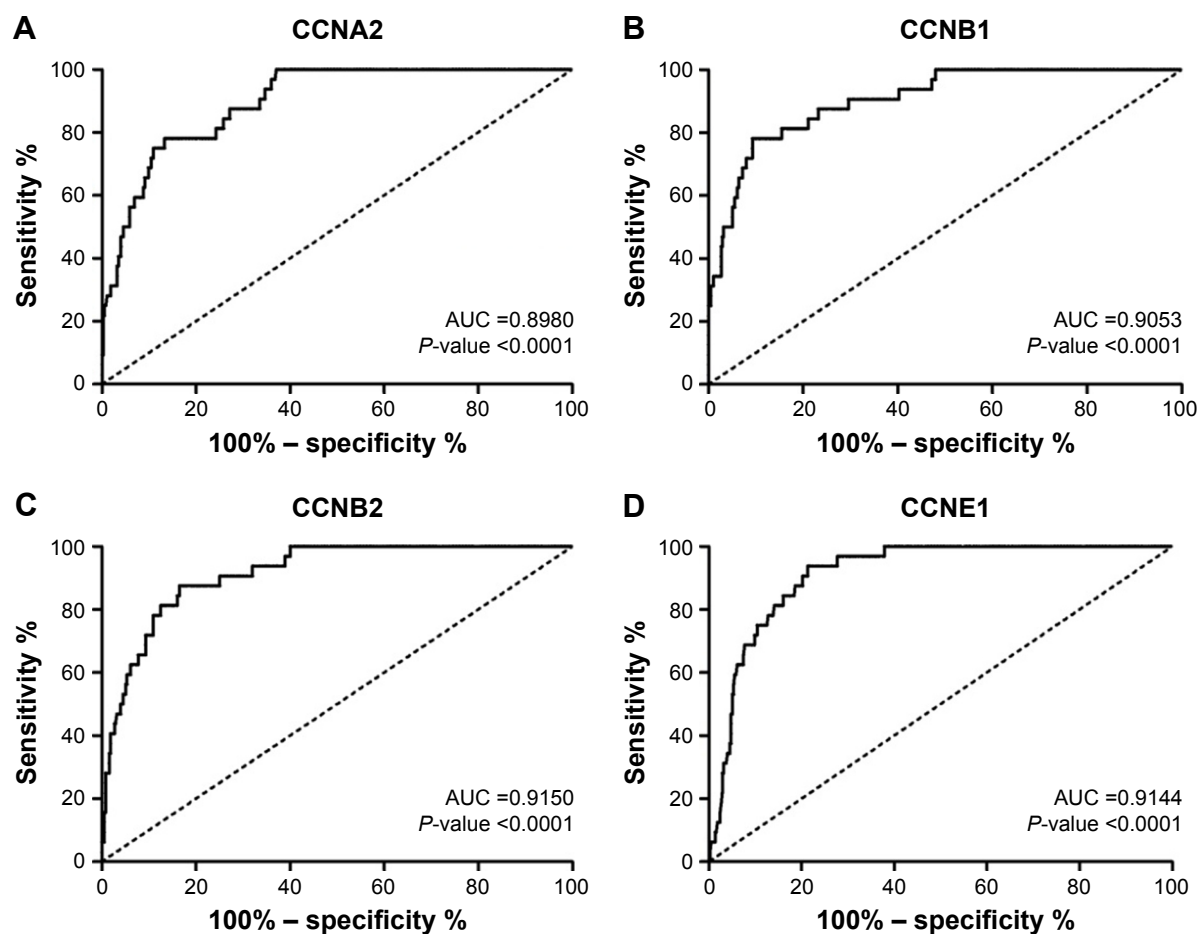 A
CCNA2
100
80
60
40
20
0
Sensitivity %
AUC =0.8980
P-value <0.0001
0 20 40 60 80 100
100% – specificity %
B
CCNB1
100
80
60
40
20
0
Sensitivity %
AUC =0.9053
P-value <0.0001
0 20 40 60 80 100
100% – specificity %
C
CCNB2
100
80
60
40
20
0
Sensitivity %
AUC =0.9150
P-value <0.0001
0 20 40 60 80 100
100% – specificity %
D
CCNE1
100
80
60
40
20
0
Sensitivity %
AUC =0.9144
P-value <0.0001
0 20 40 60 80 100
100% – specificity %